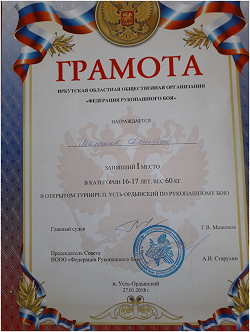 ГРАМОТА
ИРКУТСКАЯ ОБЛАСТНАЯ ОБЩЕСТВЕННАЯ ОРГАНИЗАЦИЯ
«ФЕДЕРАЦИЯ РУКОПАШНОГО БОЯ»
НАГРАЖДАЕТСЯ
ЗАНЯВШИЙ I МЕСТО
В КАТЕГОРИИ 16-17 ЛЕТ, ВЕС 60 КГ
В ОТКРЫТОМ ТУРНИРЕ П. УСТЬ-ОРДЫНСКИЙ ПО РУКОПАШНОМУ БОЮ
Главный судья
Председатель Совета
ИООО «Федерация Рукопашного боя» А.И. Старухин
п. Усть-Ордынский
27.01.2018 г.